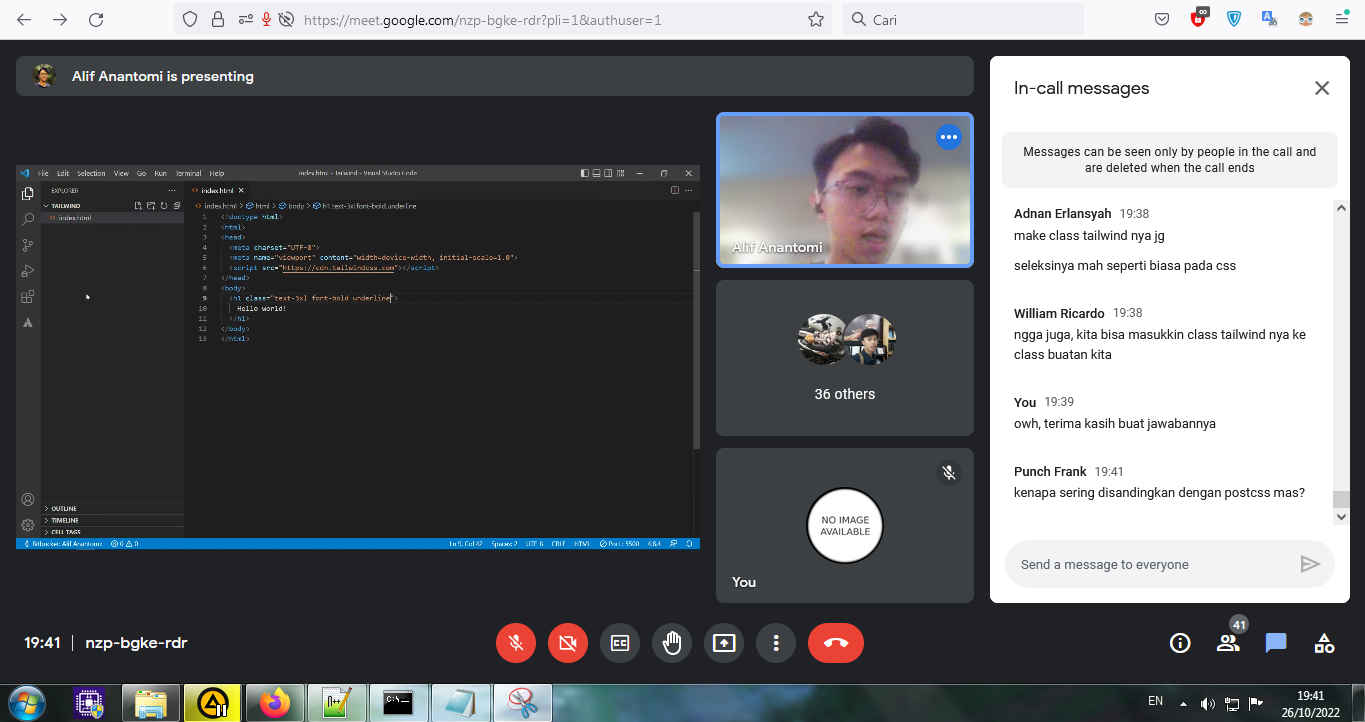 https://meet.google.com/nzp-bgke-rdr?pli=1&authuser=1
Cari
Alif Anantomi is presenting
File Edit Selection View Go Run Terminal Help
index.html - Tailwind - Visual Studio Code
EXPLORER
TAILWIND
index.html
index.html
index.html > html > body > h1.text-3xl.font-bold.underline
1 <!doctype html>
2 <html>
3 <head>
4 <meta charset="UTF-8">
5 <meta name="viewport" content="width=device-width, initial-scale=1.0">
6 <script src="https://cdn.tailwindcss.com"></script>
7 </head>
8 <body>
9 <h1 class="text-3xl font-bold underline">
10 Hello world!
11 </h1>
12 </body>
13 </html>
OUTLINE
TIMELINE
CELL TAGS
Bitbucket: Alif Anantomi 0 0
Ln 9, Col 42 Spaces: 2 UTF-8 CRLF HTML Port : 5500 4.8.4
Alif Anantomi
36 others
NO IMAGE
AVAILABLE
You
In-call messages
Messages can be seen only by people in the call and
are deleted when the call ends
Adnan Erlansyah 19:38
make class tailwind nya jg
seleksinya mah seperti biasa pada css
William Ricardo 19:38
ngga juga, kita bisa masukkin class tailwind nya ke
class buatan kita
You 19:39
owh, terima kasih buat jawabannya
Punch Frank 19:41
kenapa sering disandingkan dengan postcss mas?
Send a message to everyone
19:41 | nzp-bgke-rdr
41
EN
19:41
26/10/2022